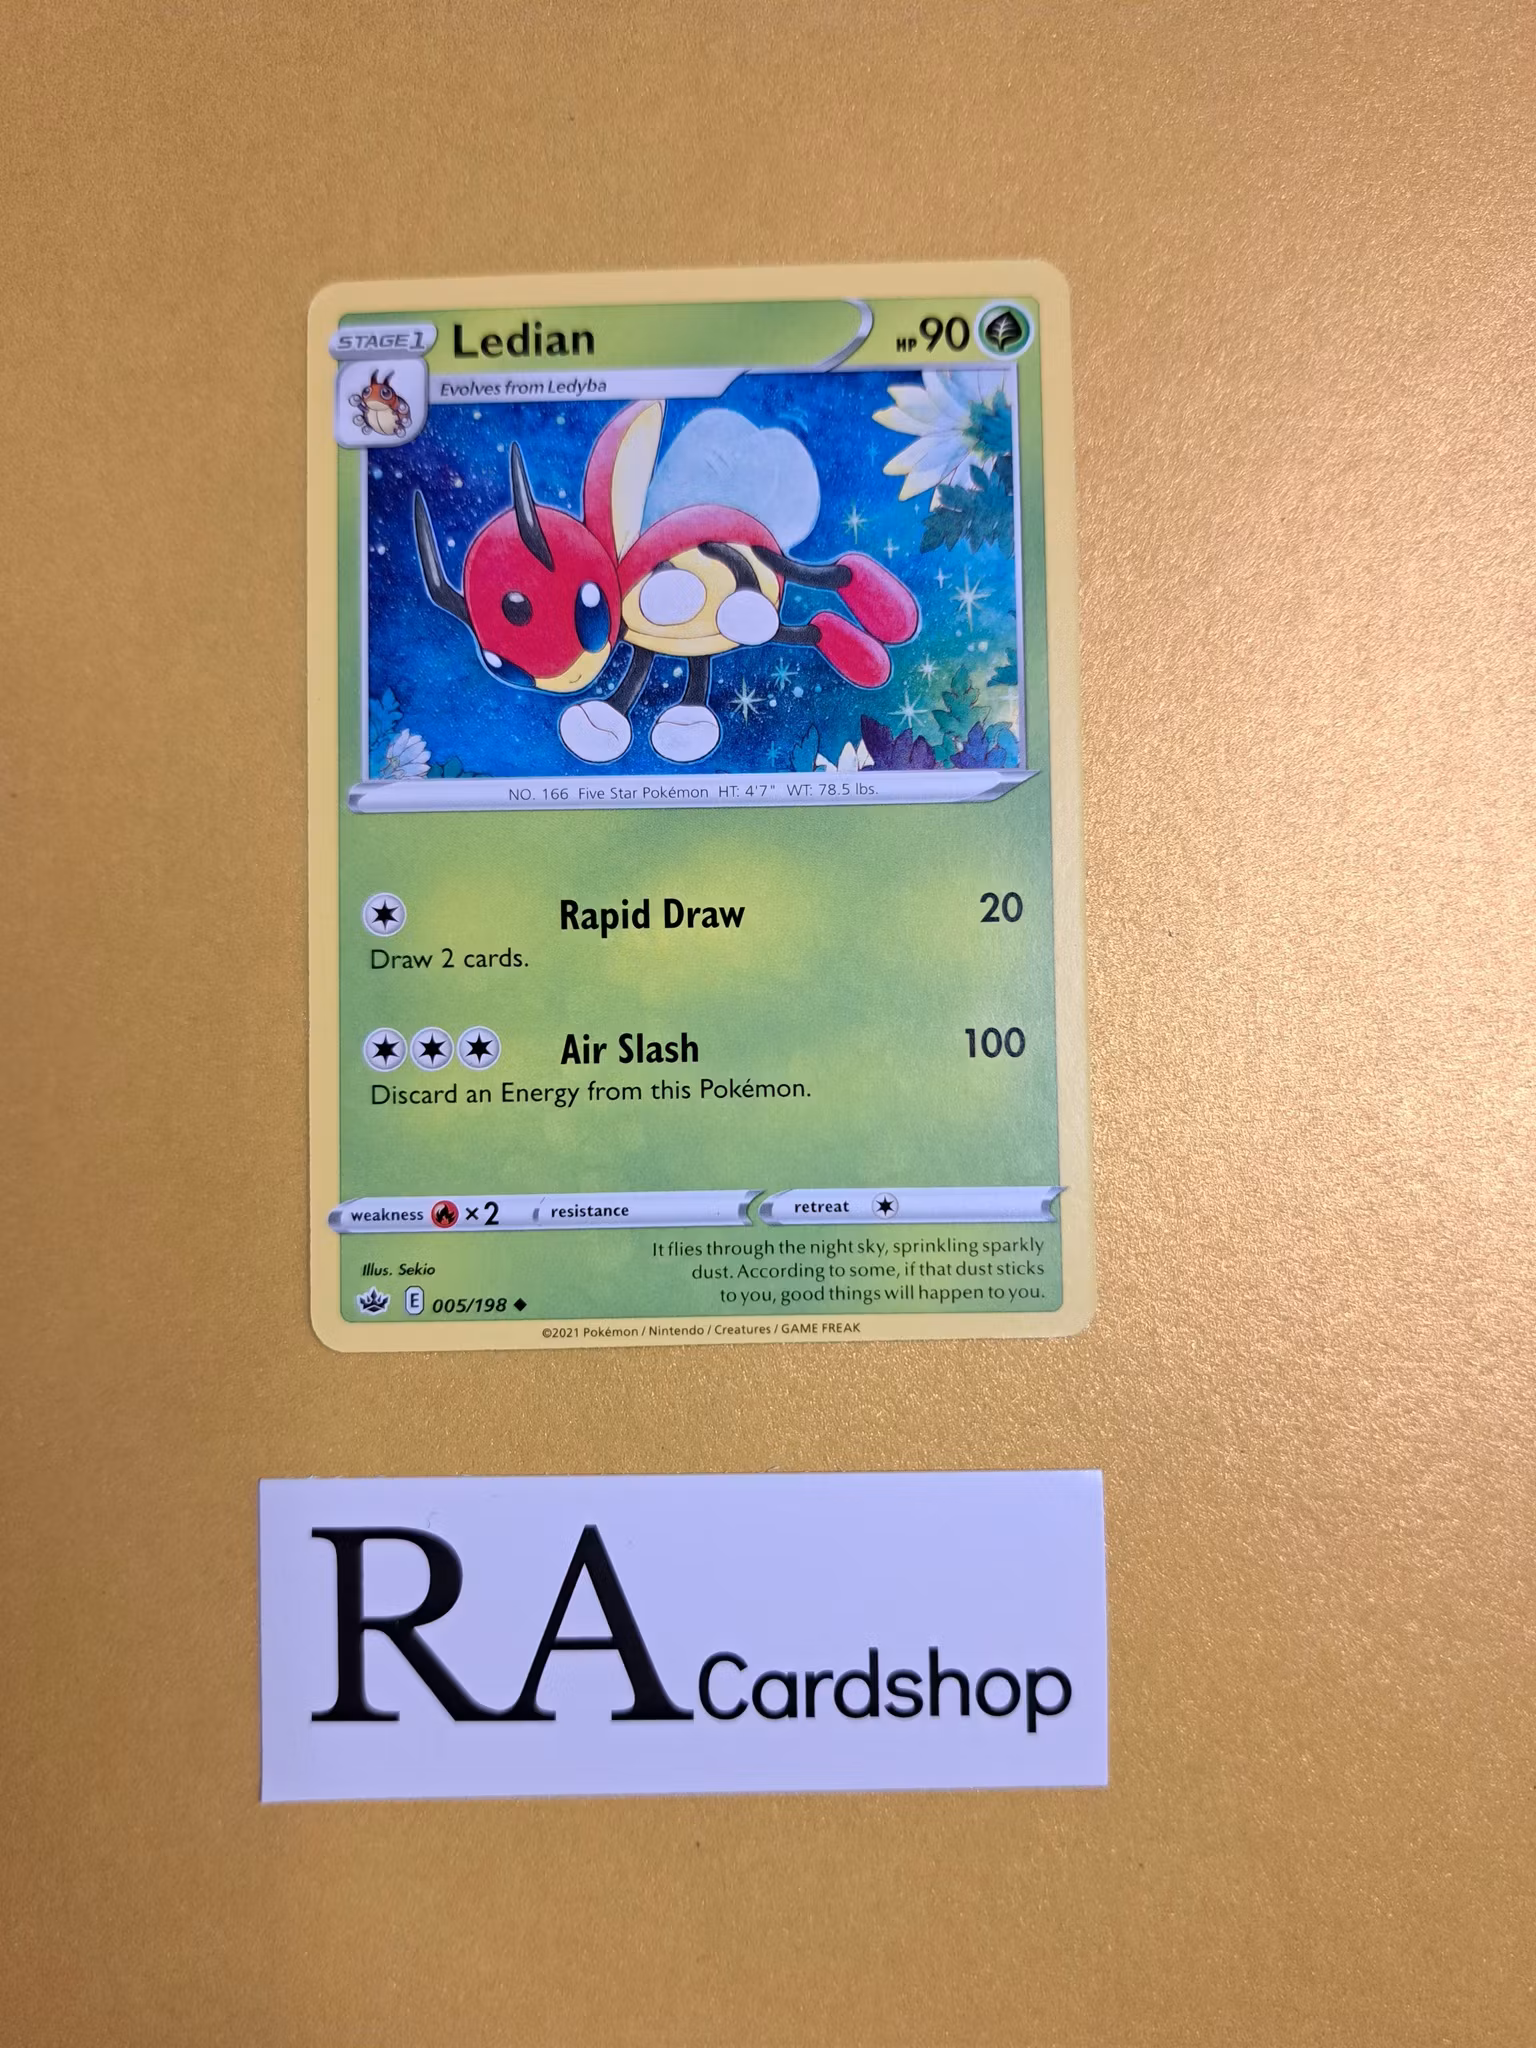 STAGE 1 Ledian HP 90
Evolves from Ledyba
NO. 166 Five Star Pokémon HT: 4'7" WT: 78.5 lbs.
Rapid Draw 20
Draw 2 cards.
Air Slash 100
Discard an Energy from this Pokémon.
weakness ×2 resistance retreat
It flies through the night sky, sprinkling sparkly
dust. According to some, if that dust sticks
to you, good things will happen to you.
Illus. Sekio
E 005/198
©2021 Pokémon / Nintendo / Creatures / GAME FREAK
RA Cardshop